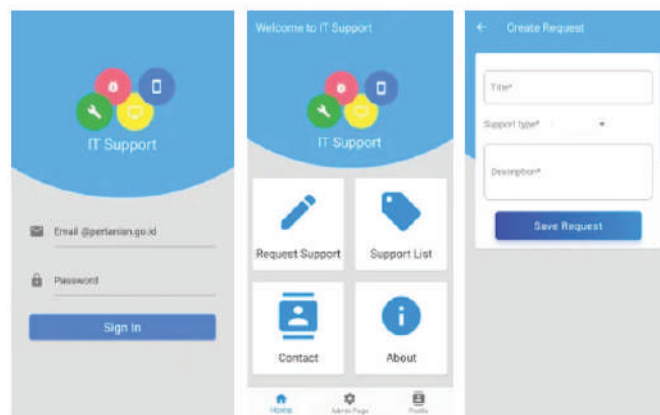 IT Support
Email @pertanian.go.id
Password
Sign In
Welcome to IT Support
IT Support
Request Support
Support List
Contact
About
Home
Admin Page
Profile
Create Request
Title*
Support type*
Description*
Save Request